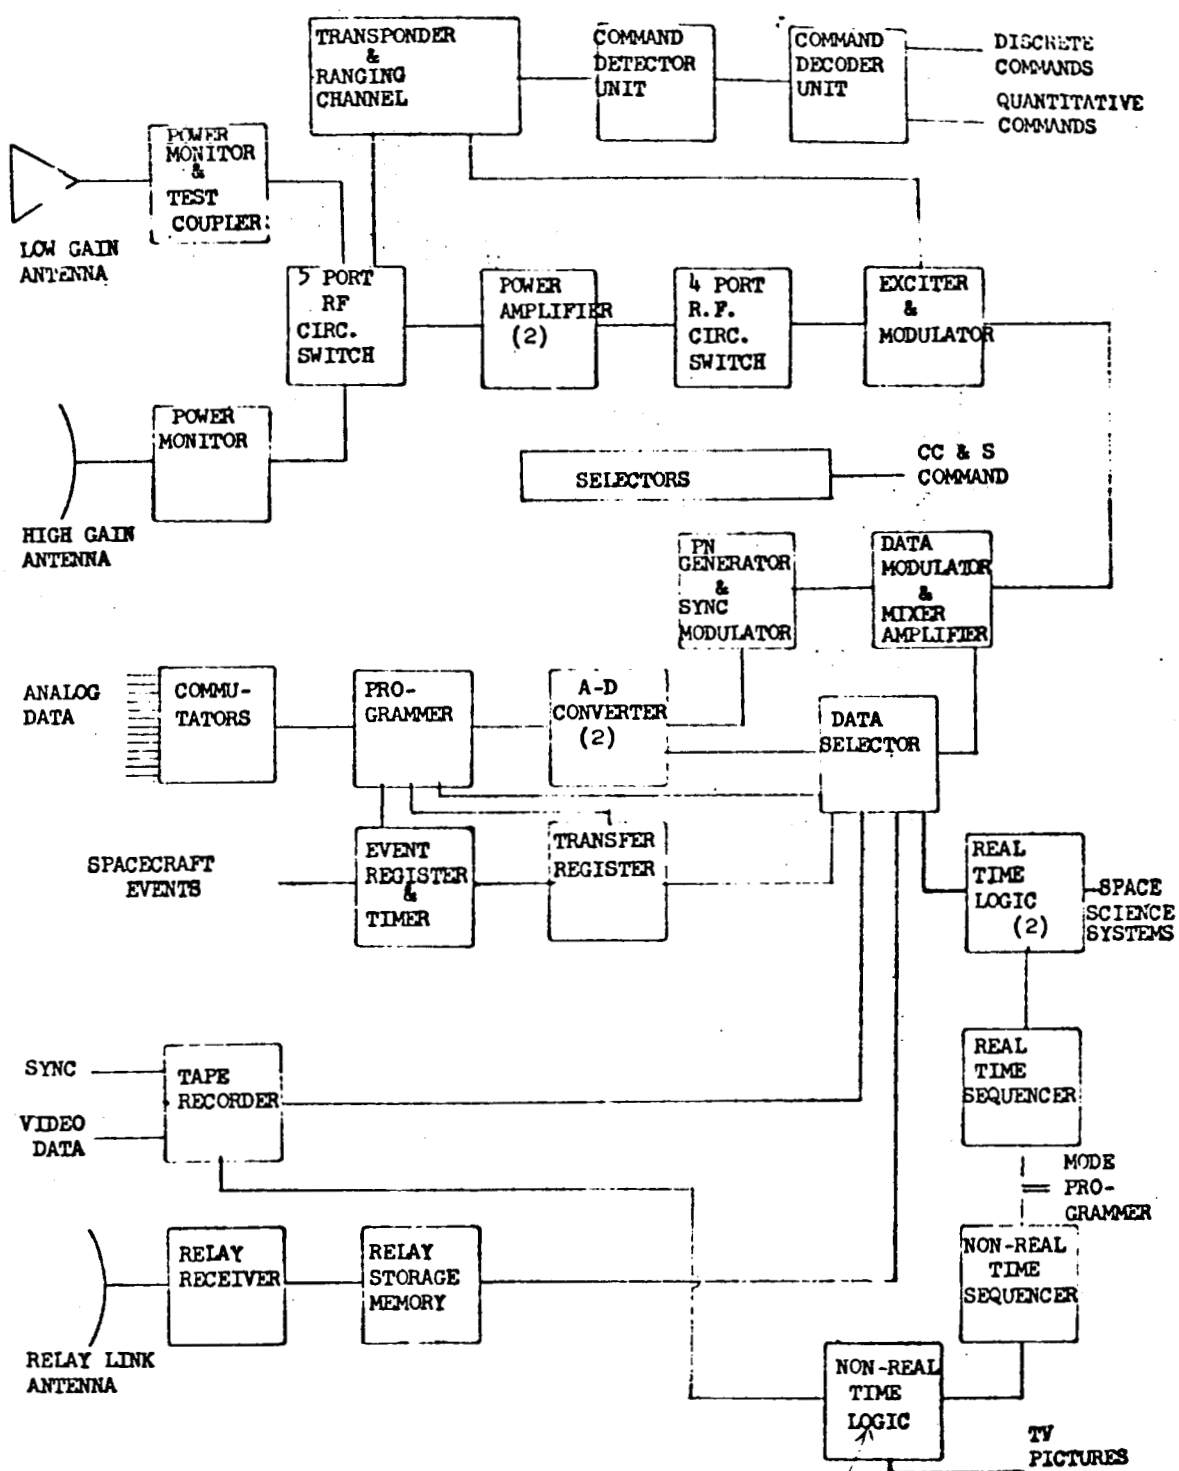 TRANSPONDER
&
RANGING
CHANNEL
COMMAND
DETECTOR
UNIT
COMMAND
DECODER
UNIT
DISCRETE
COMMANDS
QUANTITATIVE
COMMANDS
POWER
MONITOR
&
TEST
COUPLER
LOW GAIN
ANTENNA
5 PORT
RF
CIRC.
SWITCH
POWER
AMPLIFIER
(2)
4 PORT
R.F.
CIRC.
SWITCH
EXCITER
&
MODULATOR
POWER
MONITOR
HIGH GAIN
ANTENNA
SELECTORS
CC & S
COMMAND
PN
GENERATOR
&
SYNC
MODULATOR
DATA
MODULATOR
&
MIXER
AMPLIFIER
ANALOG
DATA
COMMU-
TATORS
PRO-
GRAMMER
A-D
CONVERTER
(2)
DATA
SELECTOR
SPACECRAFT
EVENTS
EVENT
REGISTER
&
TIMER
TRANSFER
REGISTER
REAL
TIME
LOGIC
(2)
SPACE
SCIENCE
SYSTEMS
SYNC
VIDEO
DATA
TAPE
RECORDER
REAL
TIME
SEQUENCER
MODE
PRO-
GRAMMER
RELAY
RECEIVER
RELAY
STORAGE
MEMORY
NON-REAL
TIME
SEQUENCER
RELAY LINK
ANTENNA
NON-REAL
TIME
LOGIC
TV
PICTURES